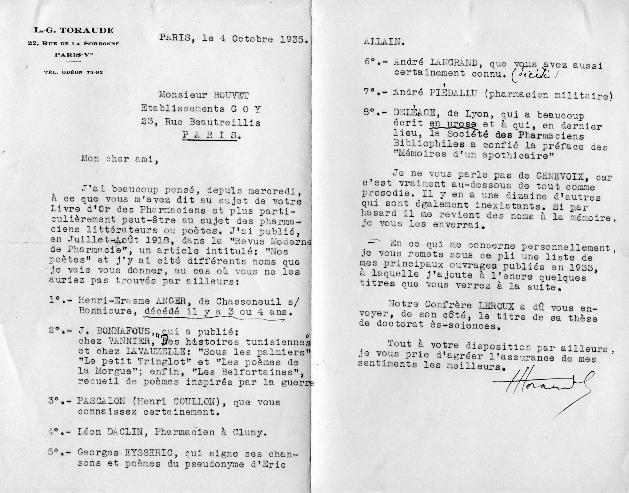 L.-G. TORAUDE
22, RUE DE LA SORBONNE
PARIS-Ve
TÉL. ODÉON 73-92
PARIS, le 4 Octobre 1935.
Monsieur BOUVET
Etablissements G O Y
23, Rue Beautreillis
P A R I S.
Mon cher ami,
J'ai beaucoup pensé, depuis mercredi,
à ce que vous m'avez dit au sujet de votre
Livre d'Or des Pharmaciens et plus parti-
culièrement peut-être au sujet des pharma-
ciens littérateurs ou poètes. J'ai publié,
en Juillet-Août 1918, dans la "Revue Moderne
de Pharmacie", un article intitulé: "Nos
poètes" et j'y ai cité différents noms que
je vais vous donner, au cas où vous ne les
auriez pas trouvés par ailleurs:
1°.- Henri-Erasme ANGER, de Chasseneuil s/
Bonnieure, décédé il y a 3 ou 4 ans.
2°.- J. BONNAFOUS, qui a publié:
chez VANNIER, Des histoires tunisiennes
et chez LAVAUZELLE: "Sous les palmiers"
"Le petit Tringlot" et "Les poèmes de
la Morgue"; enfin, "Les Belfortaines",
recueil de poèmes inspirés par la guerre
3°.- PASCALON (Henri COULLON), que vous
connaissez certainement.
4°.- Léon DACLIN, Pharmacien à Cluny.
5°.- Georges EYSSERIC, qui signe ses chan-
sons et poèmes du pseudonyme d'Eric
ALLAIN.
6°.- André LANGRAND, que vous avez aussi
certainement connu. (décédé)
7°.- André PIÉDALLU (pharmacien militaire)
8°.- DELÉAGE, de Lyon, qui a beaucoup
écrit en prose et à qui, en dernier
lieu, la Société des Pharmaciens
Bibliophiles a confié la préface des
"Mémoires d'un apothicaire"
Je ne vous parle pas de GENEVOIX, car
c'est vraiment au-dessous de tout comme
prosodie. Il y en a une dizaine d'autres
qui sont également inexistants. Si par
hasard il me revient des noms à la mémoire,
je vous les enverrai.
— En ce qui me concerne personnellement,
je vous remets sous ce pli une liste de
mes principaux ouvrages publiés en 1933,
à laquelle j'ajoute à l'encre quelques
titres que vous verrez à la suite.
Notre Confrère LEROUX a dû vous en-
voyer, de son côté, le titre de sa thèse
de doctorat ès-sciences.
Tout à votre disposition par ailleurs,
je vous prie d'agréer l'assurance de mes
sentiments les meilleurs.
LGToraude